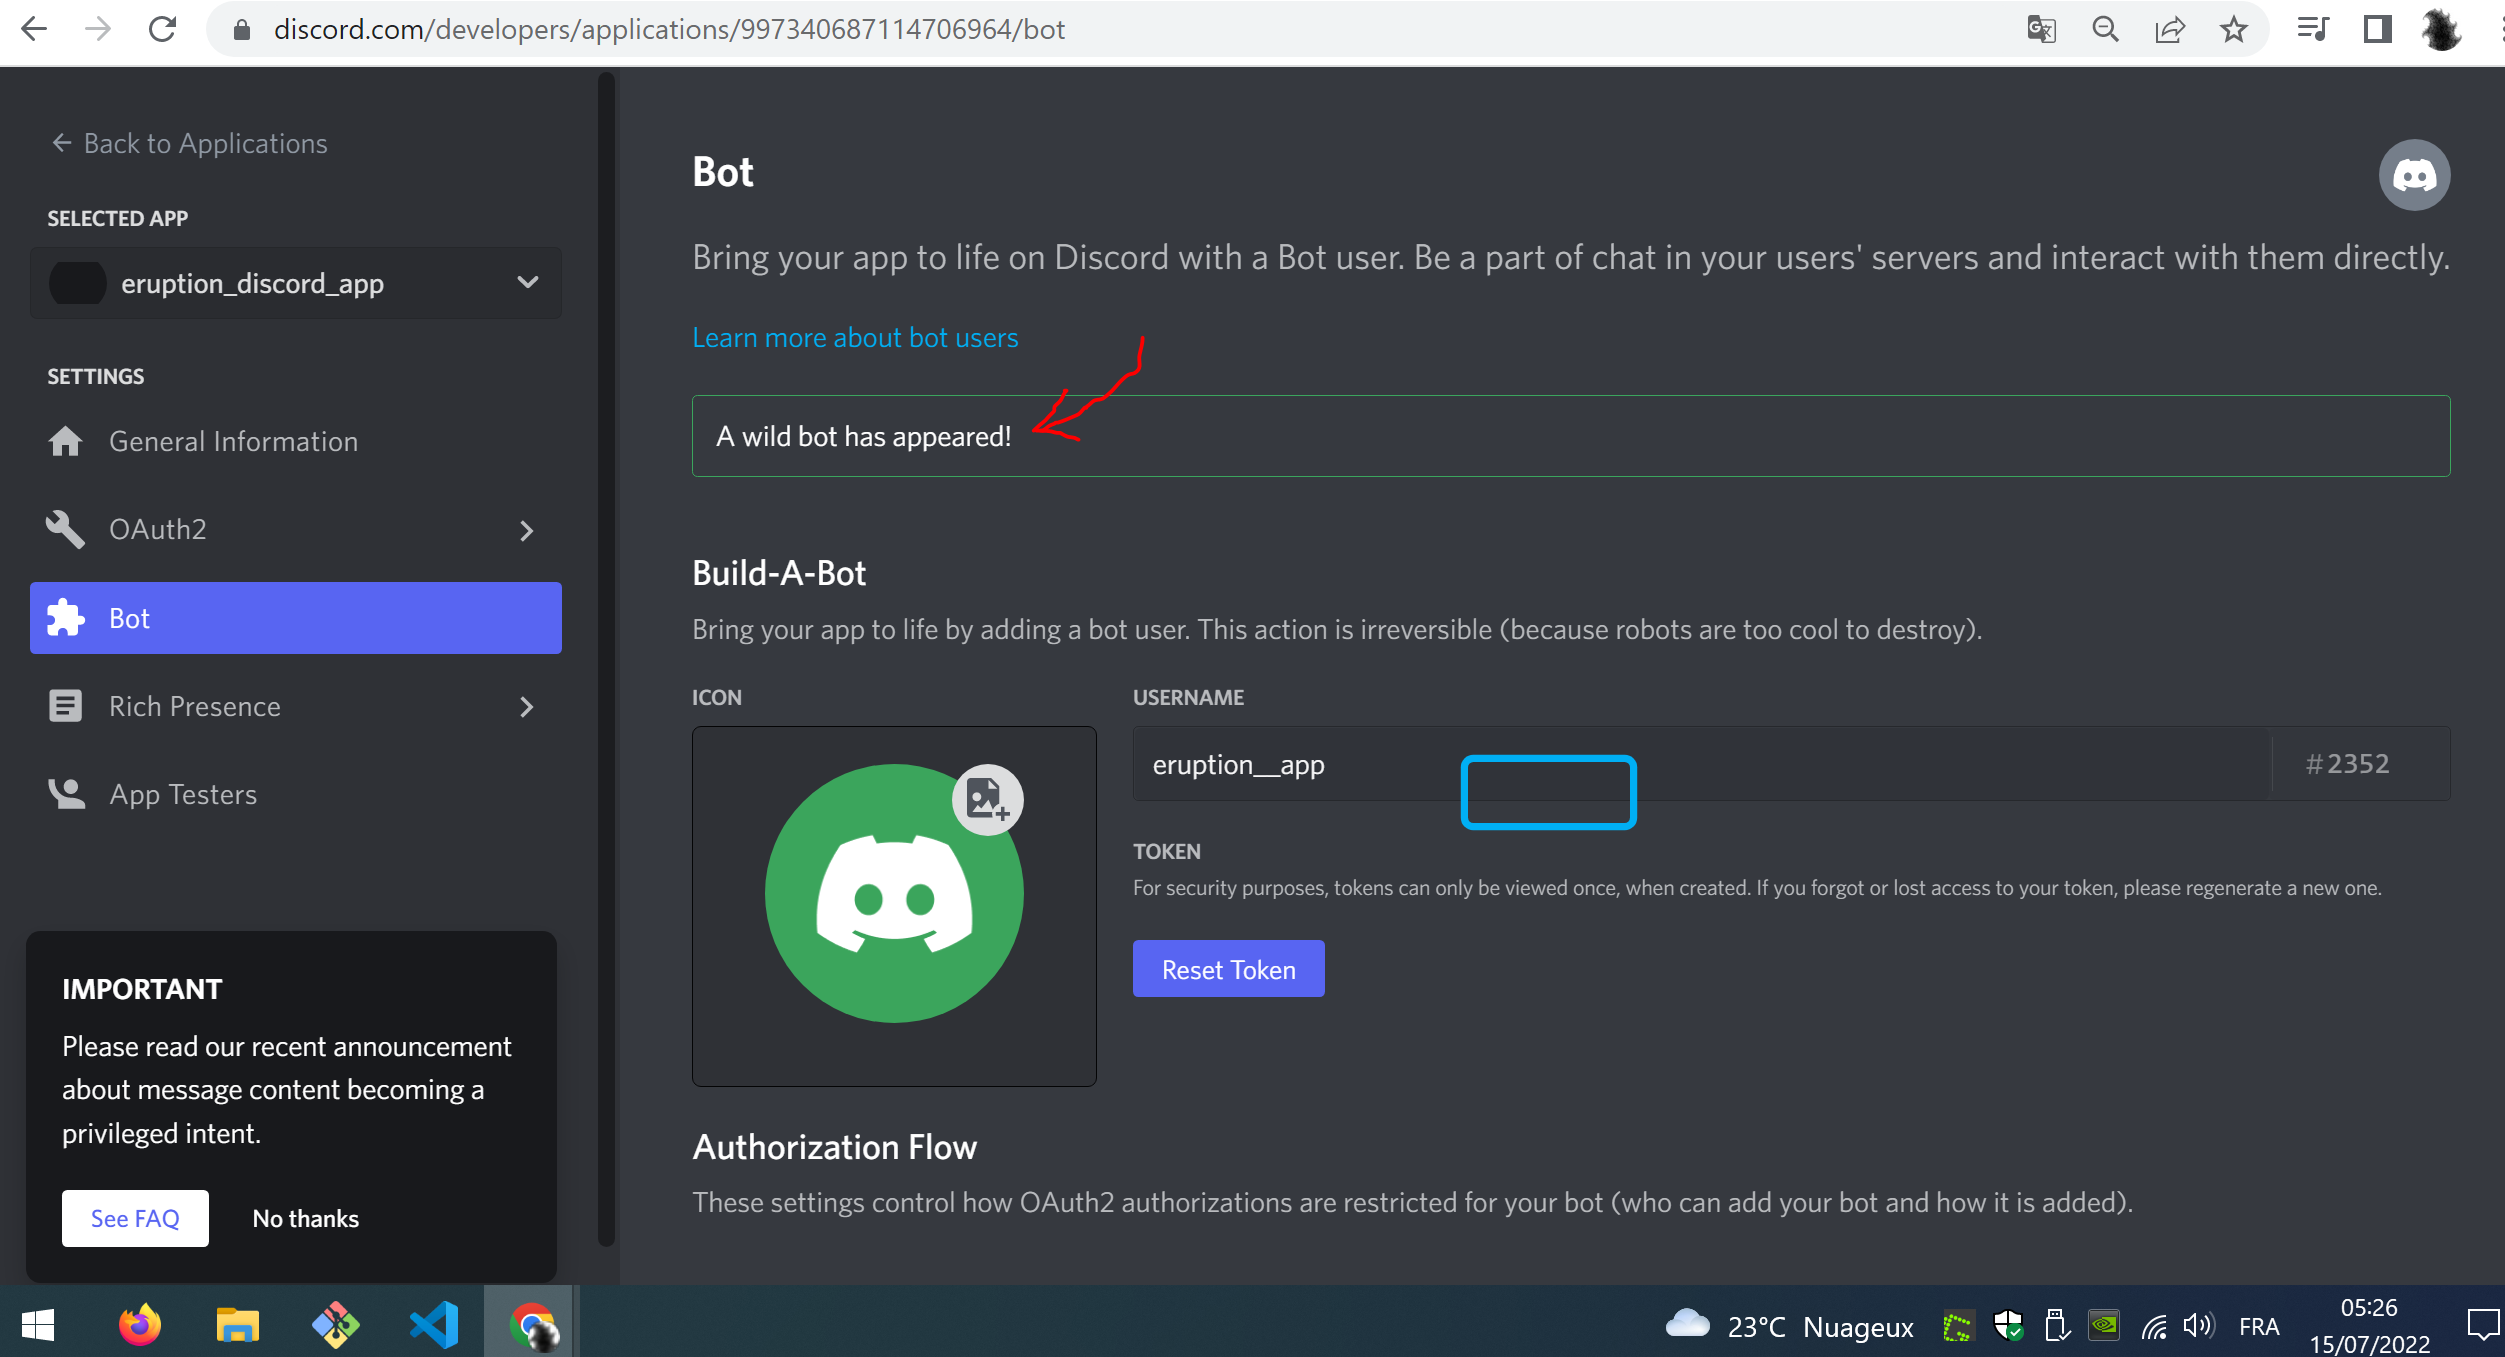 discord.com/developers/applications/997340687114706964/bot
Back to Applications
SELECTED APP
eruption_discord_app
SETTINGS
General Information
OAuth2
Bot
Rich Presence
App Testers
IMPORTANT
Please read our recent announcement
about message content becoming a
privileged intent.
See FAQ
No thanks
Bot
Bring your app to life on Discord with a Bot user. Be a part of chat in your users' servers and interact with them directly.
Learn more about bot users
A wild bot has appeared!
Build-A-Bot
Bring your app to life by adding a bot user. This action is irreversible (because robots are too cool to destroy).
ICON
USERNAME
eruption__app
#2352
TOKEN
For security purposes, tokens can only be viewed once, when created. If you forgot or lost access to your token, please regenerate a new one.
Reset Token
Authorization Flow
These settings control how OAuth2 authorizations are restricted for your bot (who can add your bot and how it is added).
23°C Nuageux
FRA
05:26
15/07/2022